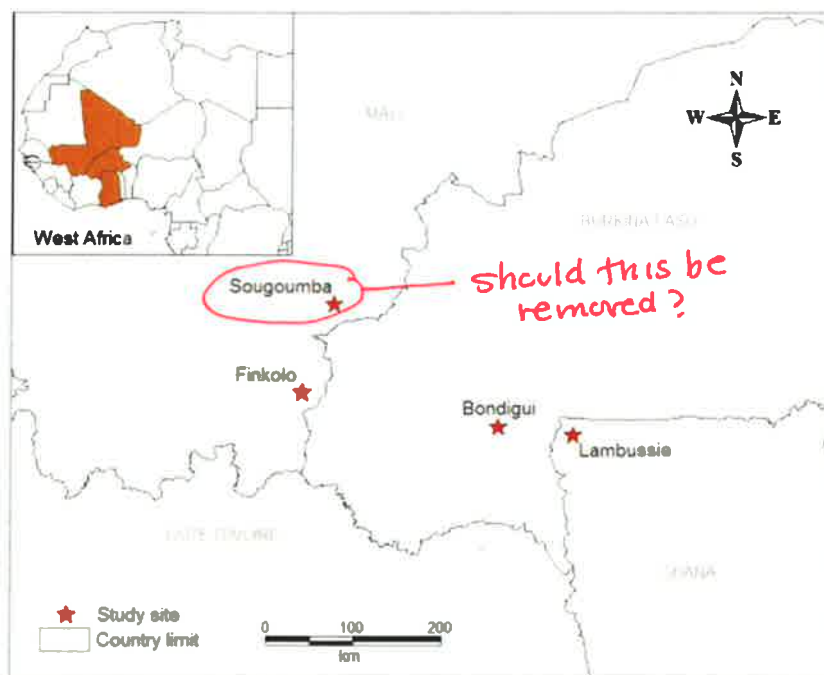 N
W E
S
MALI
BURKINA FASO
West Africa
Sougoumba
Should this be
removed ?
Finkolo
Bondigui
Lambussie
GHANA
Study site
Country limit
0 100 200
km